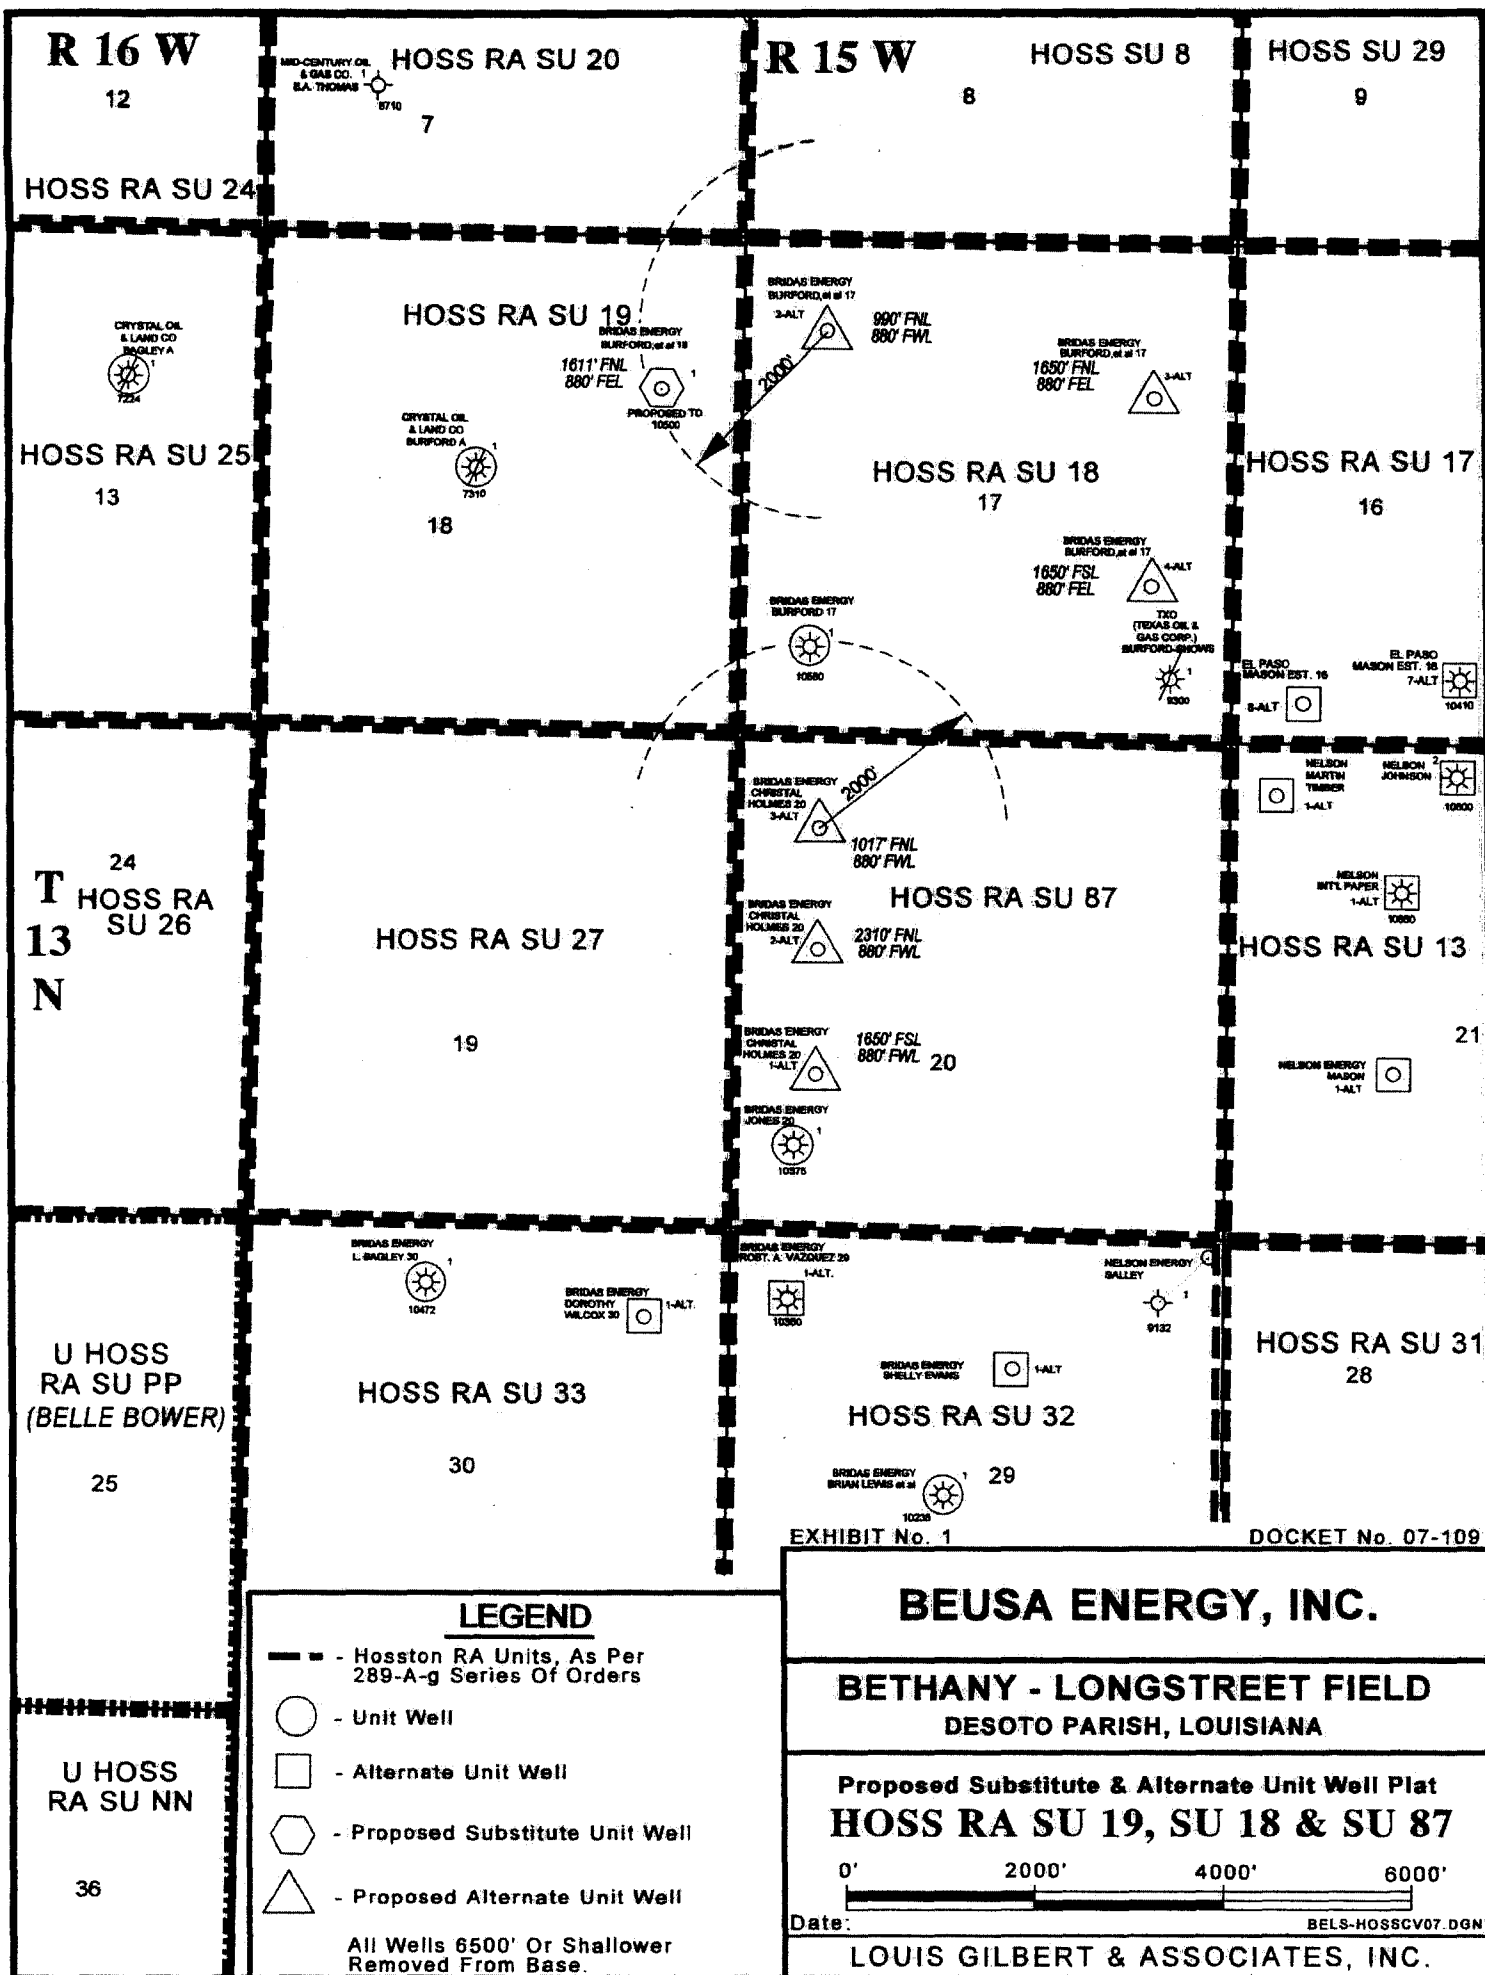 R 16 W
12
HOSS RA SU 24
MID-CENTURY OIL
& GAS CO. 1
B.A. THOMAS
8710
HOSS RA SU 20
7
R 15 W
HOSS SU 8
8
HOSS SU 29
9
CRYSTAL OIL
& LAND CO
BAGLEY A
1
7224
HOSS RA SU 25
13
HOSS RA SU 19
BRIDAS ENERGY
BURFORD, et al 18
1611' FNL
880' FEL
1
PROPOSED TD
10500
CRYSTAL OIL
& LAND CO
BURFORD A
1
7310
18
BRIDAS ENERGY
BURFORD, et al 17
2-ALT
990' FNL
880' FWL
2000'
BRIDAS ENERGY
BURFORD, et al 17
1650' FNL
880' FEL
3-ALT
HOSS RA SU 18
17
BRIDAS ENERGY
BURFORD, et al 17
1650' FSL
880' FEL
4-ALT
BRIDAS ENERGY
BURFORD 17
1
10580
TXO
(TEXAS OIL &
GAS CORP.)
BURFORD-SHOWS
1
9300
HOSS RA SU 17
16
EL PASO
MASON EST. 16
8-ALT
EL PASO
MASON EST. 16
7-ALT
10410
24
HOSS RA
SU 26
T
13
N
HOSS RA SU 27
19
BRIDAS ENERGY
CHRISTAL
HOLMES 20
3-ALT
2000'
1017' FNL
880' FWL
HOSS RA SU 87
BRIDAS ENERGY
CHRISTAL
HOLMES 20
2-ALT
2310' FNL
880' FWL
BRIDAS ENERGY
CHRISTAL
HOLMES 20
1-ALT
1650' FSL
880' FWL
20
BRIDAS ENERGY
JONES 20
1
10375
NELSON
MARTIN
TIMBER
1-ALT
NELSON
JOHNSON
2
10600
NELSON
INT'L PAPER
1-ALT
HOSS RA SU 13
21
NELSON ENERGY
MASON
1-ALT
U HOSS
RA SU PP
(BELLE BOWER)
25
BRIDAS ENERGY
L. BAGLEY 30
1
10472
BRIDAS ENERGY
DOROTHY
WILCOX 30
1-ALT.
HOSS RA SU 33
30
BRIDAS ENERGY
ROBT. A. VAZQUEZ 29
1-ALT.
10360
NELSON ENERGY
SALLEY
1
9132
BRIDAS ENERGY
SHELLY EVANS
1-ALT
HOSS RA SU 32
29
BRIDAS ENERGY
BRIAN LEWIS et al
1
10235
HOSS RA SU 31
28
U HOSS
RA SU NN
36
EXHIBIT No. 1
DOCKET No. 07-109
LEGEND
- Hosston RA Units, As Per
289-A-g Series Of Orders
- Unit Well
- Alternate Unit Well
- Proposed Substitute Unit Well
- Proposed Alternate Unit Well
All Wells 6500' Or Shallower
Removed From Base.
BEUSA ENERGY, INC.
BETHANY - LONGSTREET FIELD
DESOTO PARISH, LOUISIANA
Proposed Substitute & Alternate Unit Well Plat
HOSS RA SU 19, SU 18 & SU 87
0' 2000' 4000' 6000'
Date: BELS-HOSSCV07.DGN
LOUIS GILBERT & ASSOCIATES, INC.